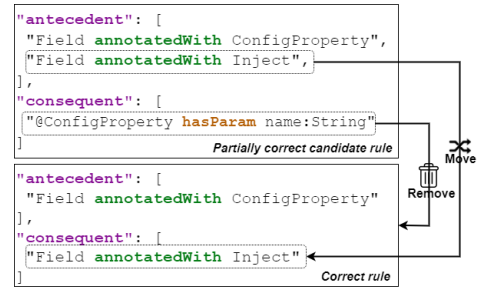 "antecedent": [
"Field annotatedWith ConfigProperty",
"Field annotatedWith Inject",
],
"consequent": [
"@ConfigProperty hasParam name:String"
]
Partially correct candidate rule
Move
Remove
"antecedent": [
"Field annotatedWith ConfigProperty"
],
"consequent": [
"Field annotatedWith Inject"
]
Correct rule